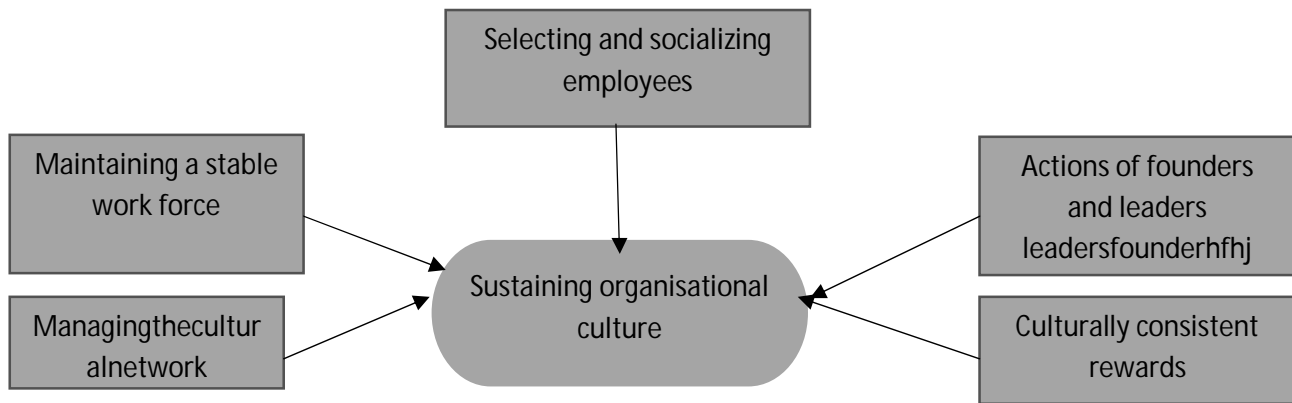 Selecting and socializing
employees
Maintaining a stable
work force
Actions of founders
and leaders
leadersfounderhfhj
Sustaining organisational
culture
Managingthecultur
alnetwork
Culturally consistent
rewards